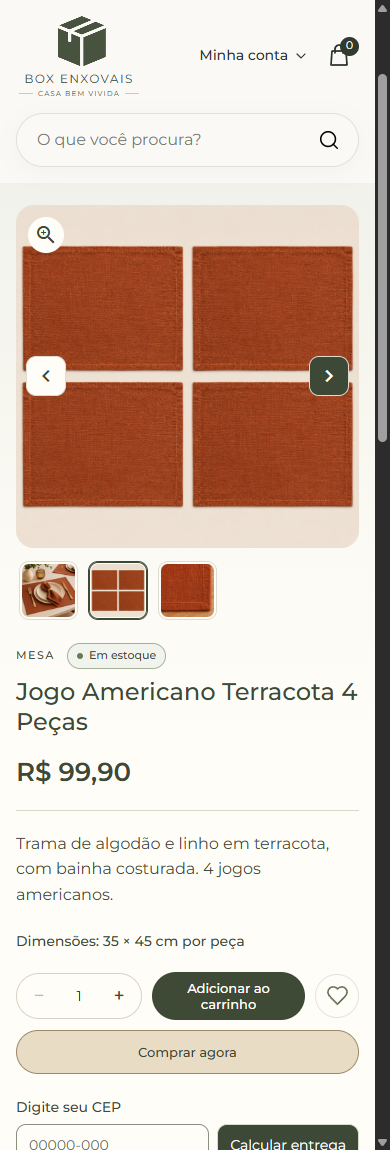 BOX ENXOVAIS
CASA BEM VIVIDA
Minha conta
0
O que você procura?
MESA
Em estoque
Jogo Americano Terracota 4
Peças
R$ 99,90
Trama de algodão e linho em terracota,
com bainha costurada. 4 jogos
americanos.
Dimensões: 35 × 45 cm por peça
− 1 +
Adicionar ao
carrinho
Comprar agora
Digite seu CEP
00000-000
Calcular entrega